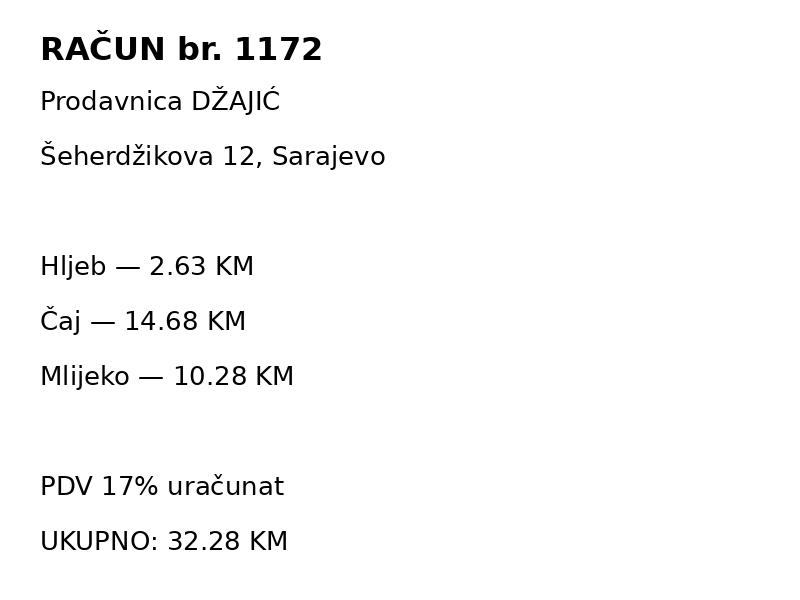 RAČUN br. 1172
Prodavnica DŽAJIĆ
Šeherdžikova 12, Sarajevo
Hljeb — 2.63 KM
Čaj — 14.68 KM
Mlijeko — 10.28 KM
PDV 17% uračunat
UKUPNO: 32.28 KM